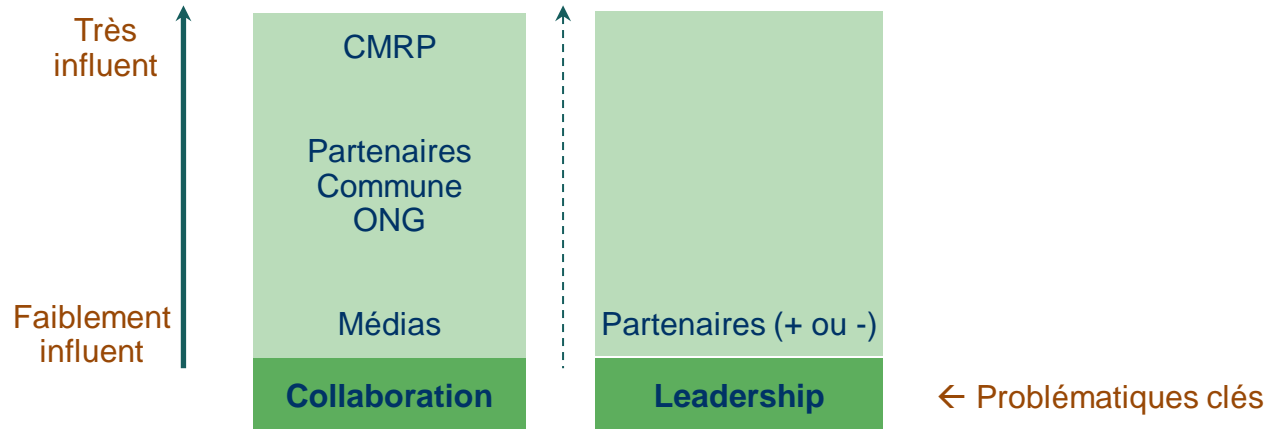 Très
influent
CMRP
Partenaires
Commune
ONG
Faiblement
influent
Médias
Partenaires (+ ou -)
Collaboration
Leadership
← Problématiques clés